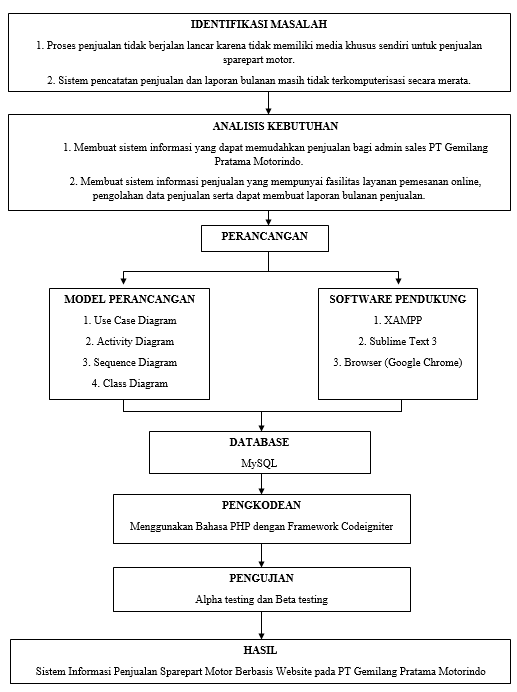 IDENTIFIKASI MASALAH
1. Proses penjualan tidak berjalan lancar karena tidak memiliki media khusus sendiri untuk penjualan
sparepart motor.
2. Sistem pencatatan penjualan dan laporan bulanan masih tidak terkomputerisasi secara merata.
ANALISIS KEBUTUHAN
1. Membuat sistem informasi yang dapat memudahkan penjualan bagi admin sales PT Gemilang
Pratama Motorindo.
2. Membuat sistem informasi penjualan yang mempunyai fasilitas layanan pemesanan online,
pengolahan data penjualan serta dapat membuat laporan bulanan penjualan.
PERANCANGAN
MODEL PERANCANGAN
1. Use Case Diagram
2. Activity Diagram
3. Sequence Diagram
4. Class Diagram
SOFTWARE PENDUKUNG
1. XAMPP
2. Sublime Text 3
3. Browser (Google Chrome)
DATABASE
MySQL
PENGKODEAN
Menggunakan Bahasa PHP dengan Framework Codeigniter
PENGUJIAN
Alpha testing dan Beta testing
HASIL
Sistem Informasi Penjualan Sparepart Motor Berbasis Website pada PT Gemilang Pratama Motorindo